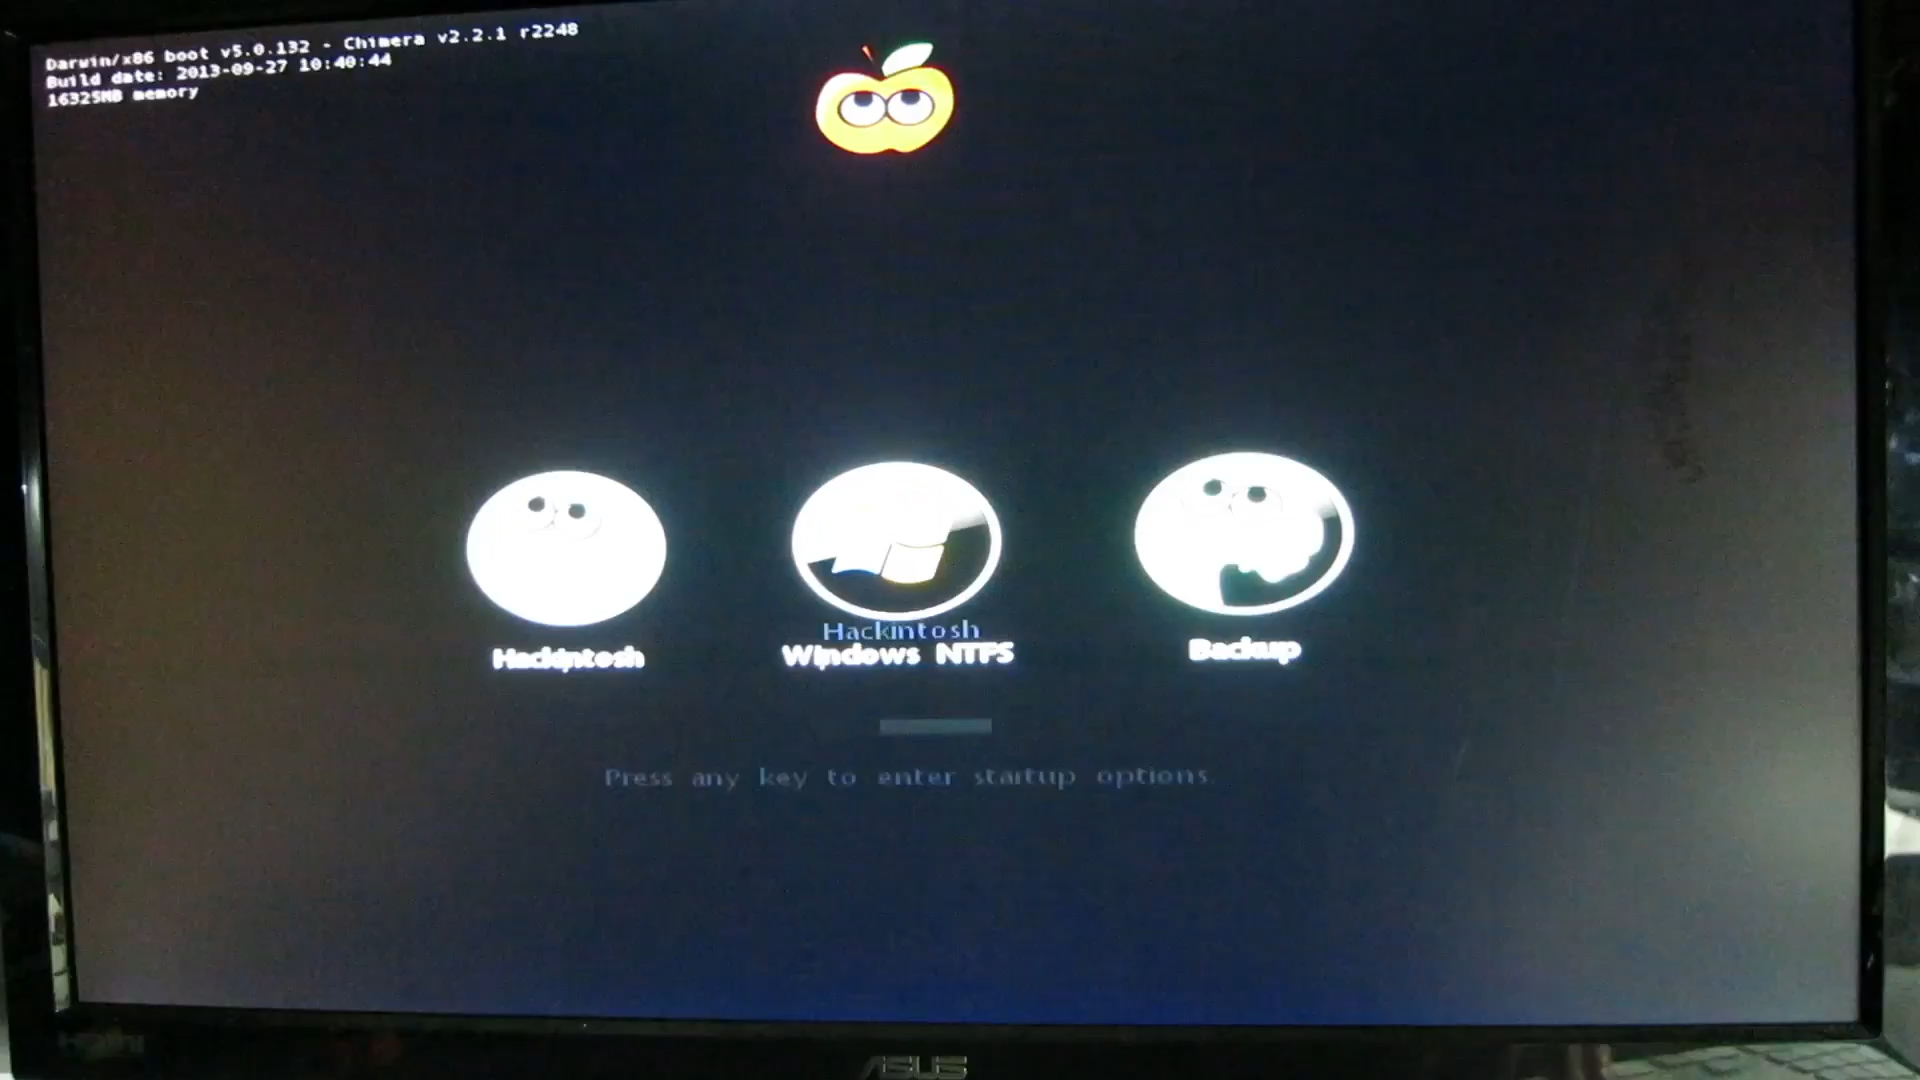 Darwin/x86 boot v5.0.132 - Chimera v2.2.1 r2248
Build date: 2013-09-27 10:40:44
16325MB memory
Hackintosh
Hackintosh
Windows NTFS
Backup
Press any key to enter startup options.
HDMI
ASUS